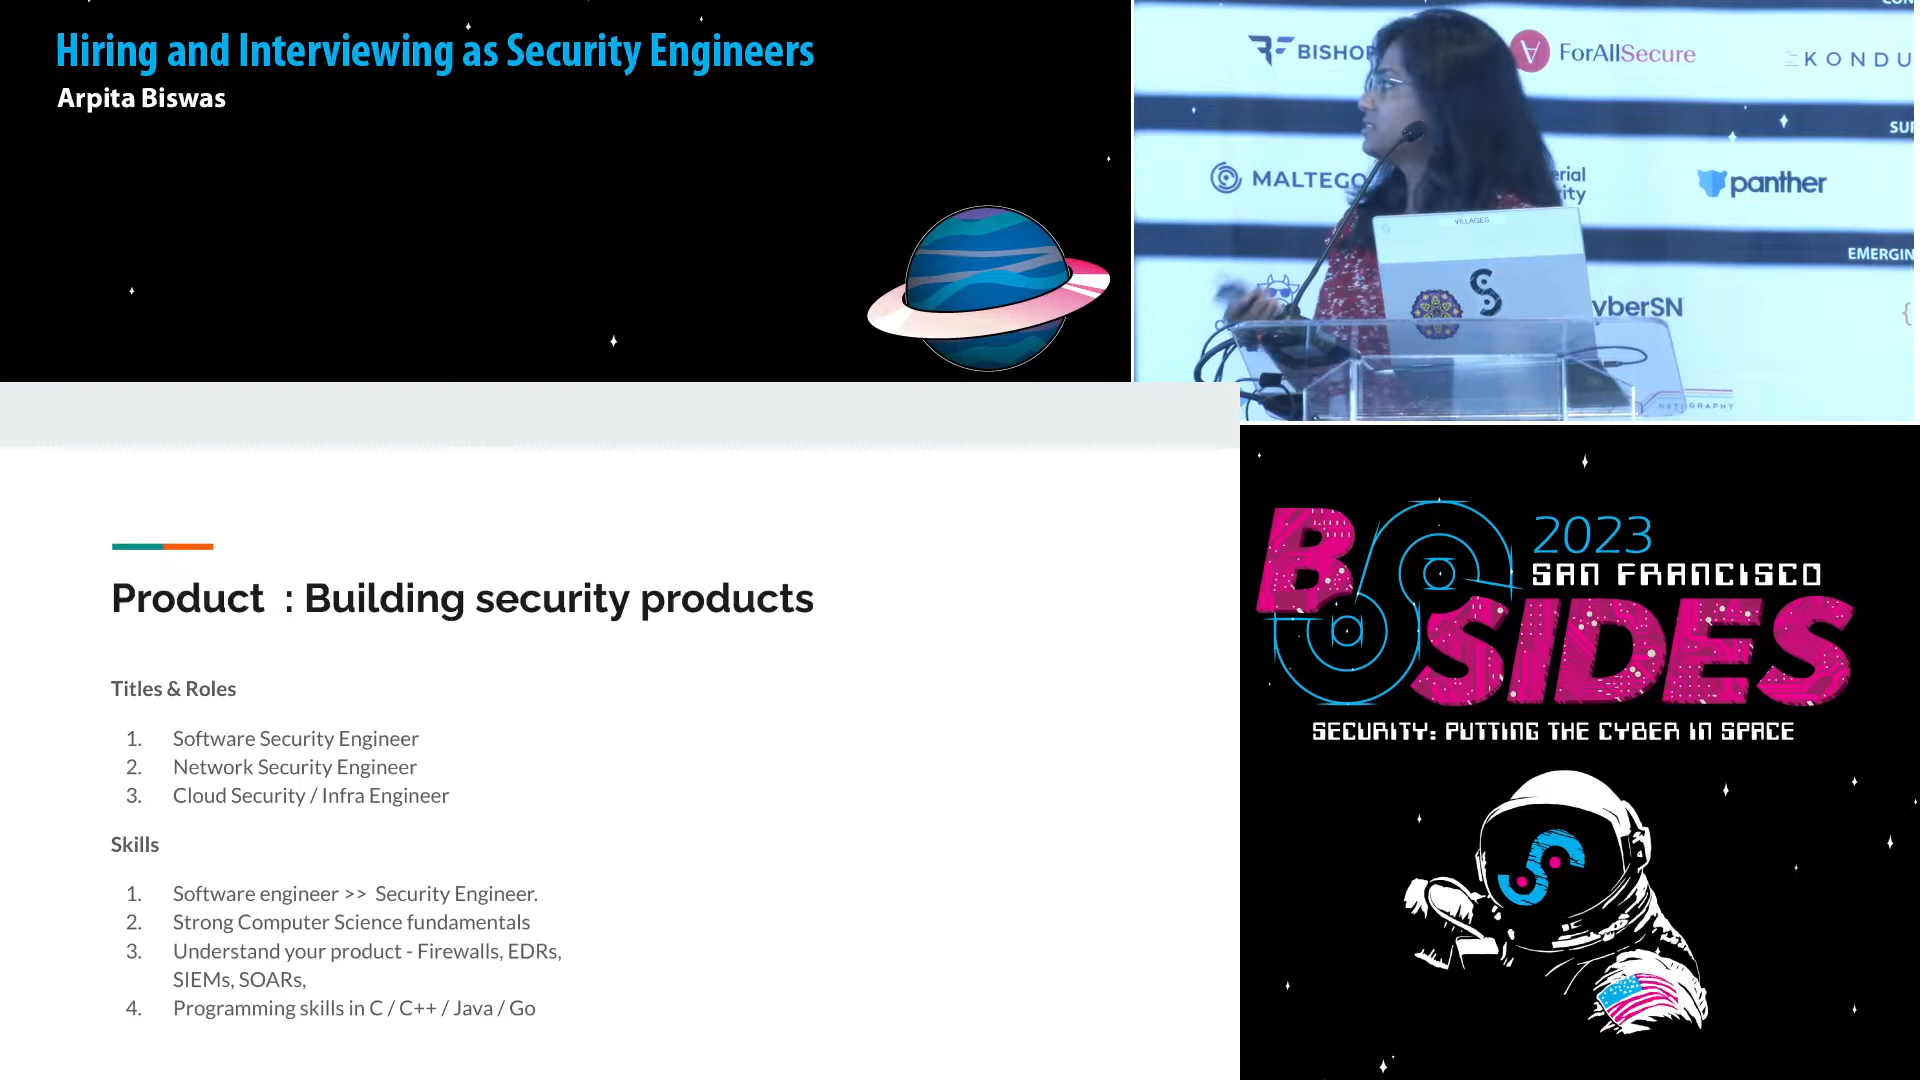 Hiring and Interviewing as Security Engineers
Arpita Biswas
BISHOP
ForAllSecure
KONDU
MALTEGO
panther
EMERGIN
VILLAGES
yberSN
Product : Building security products
Titles & Roles
1. Software Security Engineer
2. Network Security Engineer
3. Cloud Security / Infra Engineer
Skills
1. Software engineer >> Security Engineer.
2. Strong Computer Science fundamentals
3. Understand your product - Firewalls, EDRs,
SIEMs, SOARs,
4. Programming skills in C / C++ / Java / Go
2023
SAN FRANCISCO
BSIDES
SECURITY: PUTTING THE CYBER IN SPACE